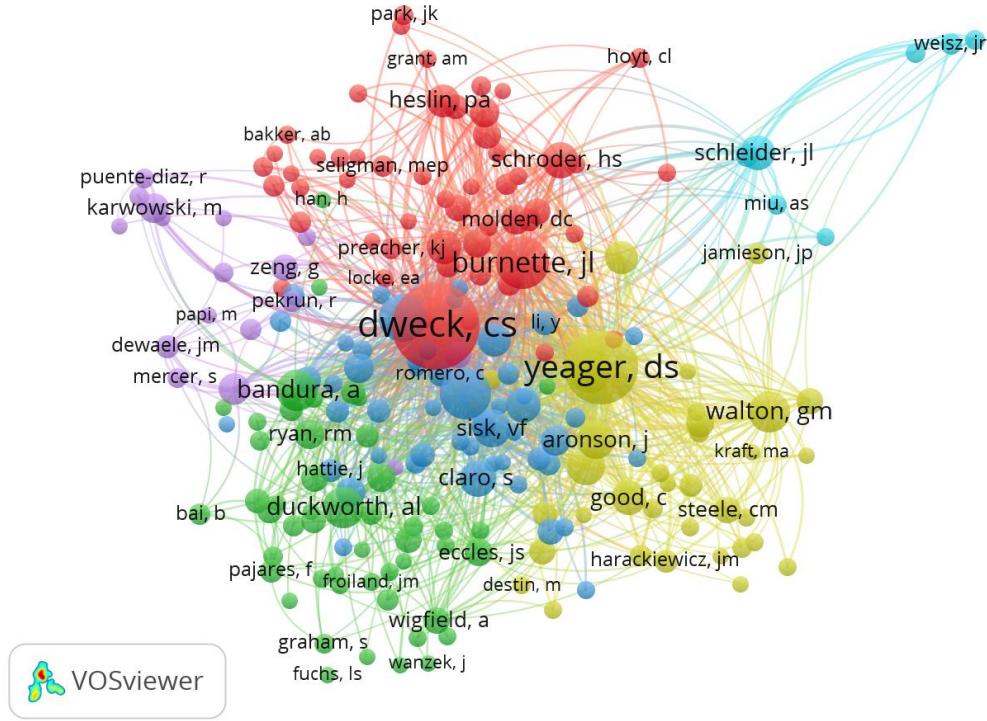 park, jk
weisz, jr
grant, am
hoyt, cl
heslin, pa
bakker, ab
schleider, jl
seligman, mep
schroder, hs
puente-diaz, r
han, h
miu, as
karwowski, m
molden, dc
preacher, kj
jamieson, jp
zeng, g
burnette, jl
locke, ea
pekrun, r
papi, m
dweck, cs
li, y
dewaele, jm
yeager, ds
mercer, s
romero, c
bandura, a
walton, gm
ryan, rm
sisk, vf
aronson, j
kraft, ma
hattie, j
claro, s
good, c
duckworth, al
steele, cm
bai, b
eccles, js
harackiewicz, jm
pajares, f
froiland, jm
destin, m
wigfield, a
graham, s
wanzek, j
fuchs, ls
VOSviewer